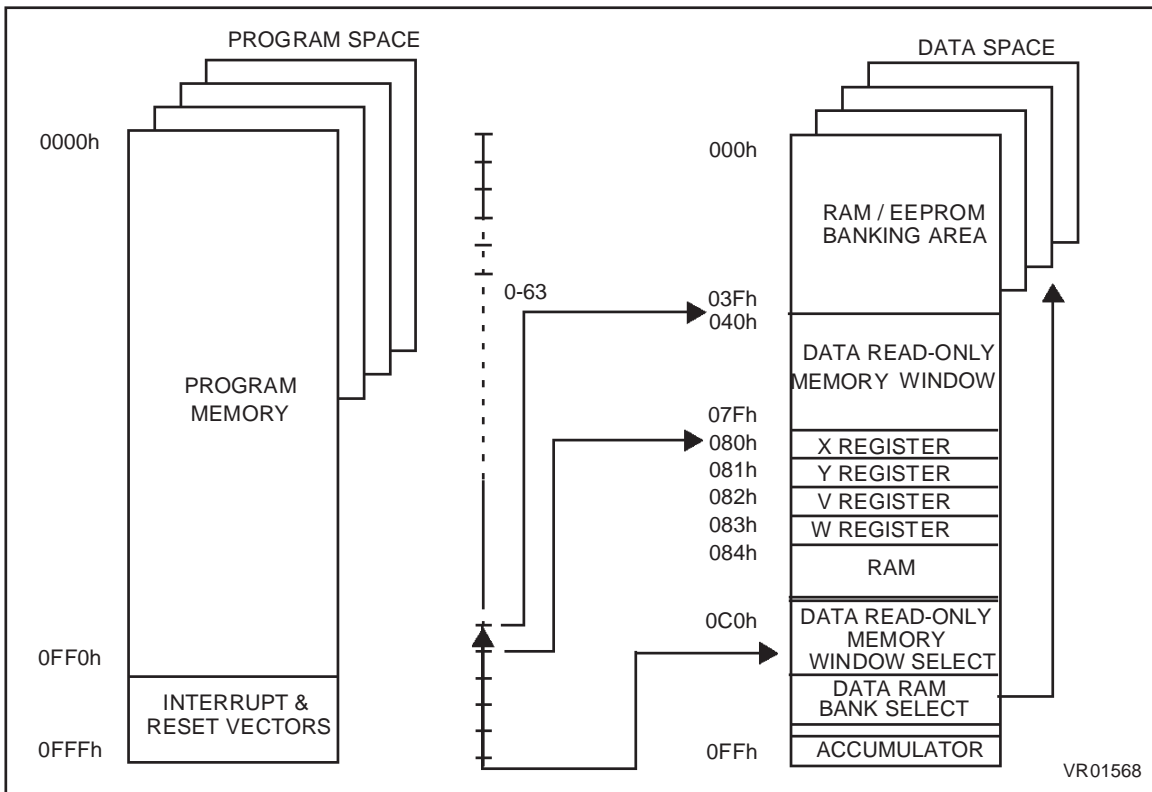 PROGRAM SPACE
0000h
PROGRAM
MEMORY
0FF0h
INTERRUPT &
RESET VECTORS
0FFFh
0-63
DATA SPACE
000h
RAM / EEPROM
BANKING AREA
03Fh
040h
DATA READ-ONLY
MEMORY WINDOW
07Fh
080h
X REGISTER
081h
Y REGISTER
082h
V REGISTER
083h
W REGISTER
084h
RAM
0C0h
DATA READ-ONLY
MEMORY
WINDOW SELECT
DATA RAM
BANK SELECT
0FFh
ACCUMULATOR
VR01568